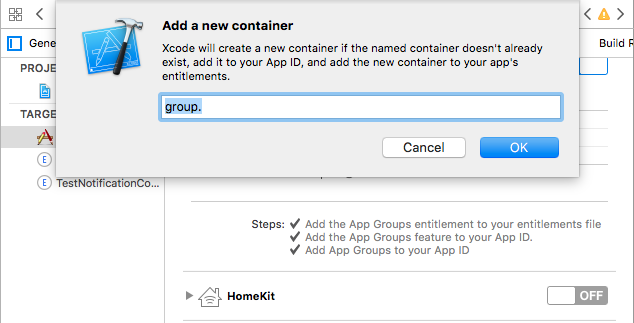 Add a new container
Xcode will create a new container if the named container doesn't already
exist, add it to your App ID, and add the new container to your app's
entitlements.
group.
Cancel
OK
Gene
Build R
PROJE
TARGE
E
E
TestNotificationCo...
Steps: ✓ Add the App Groups entitlement to your entitlements file
✓ Add the App Groups feature to your App ID.
✓ Add App Groups to your App ID
HomeKit
OFF